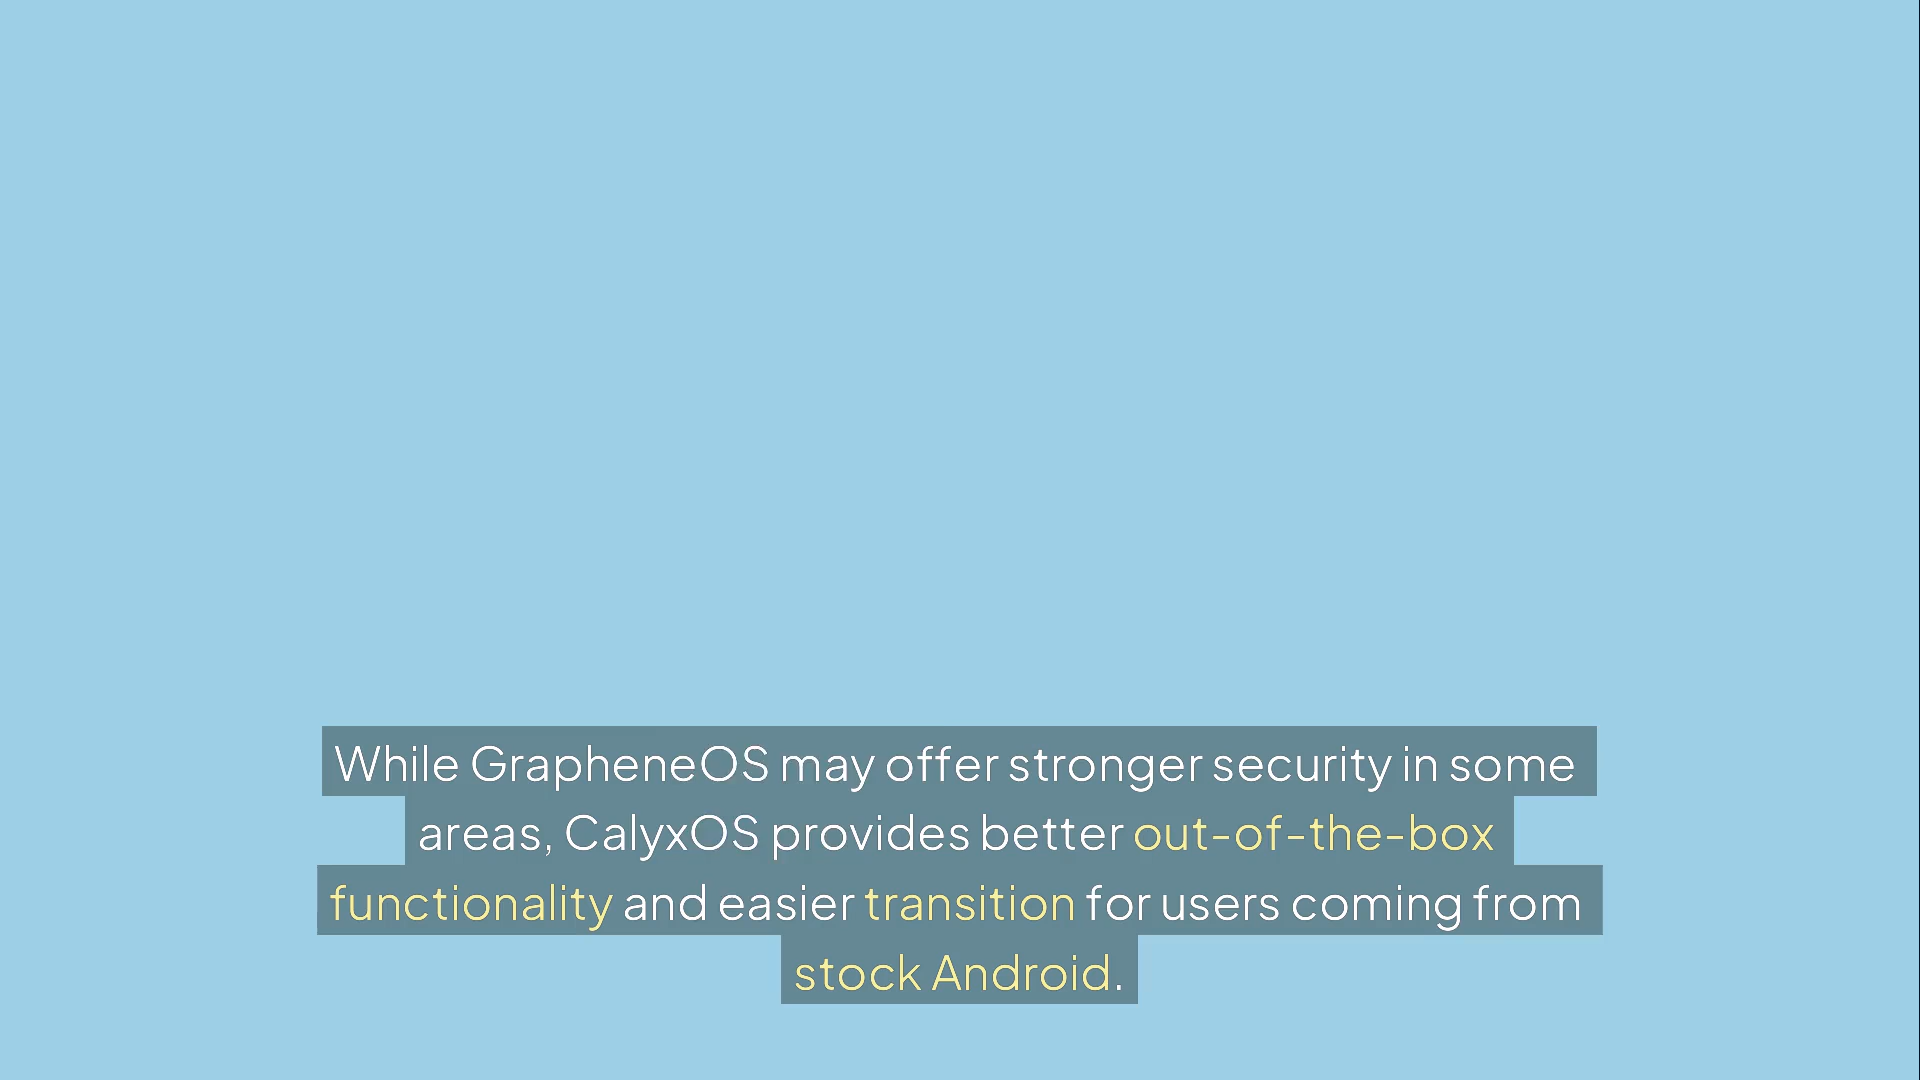 While GrapheneOS may offer stronger security in some
areas, CalyxOS provides better out-of-the-box
functionality and easier transition for users coming from
stock Android.